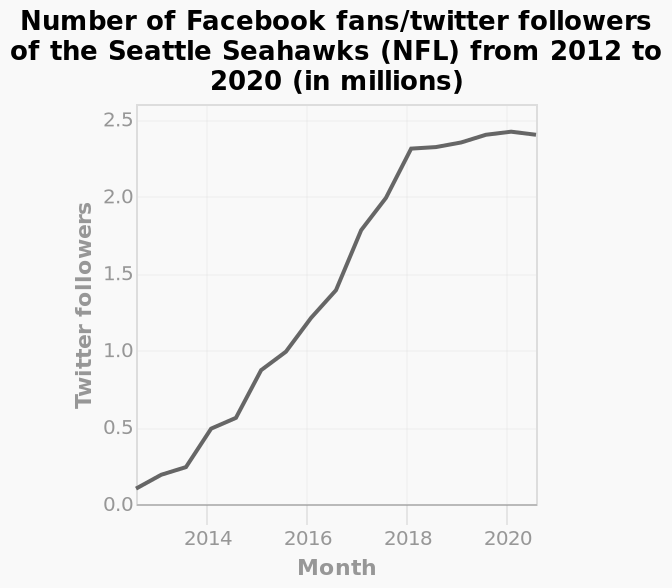 Number of Facebook fans/twitter followers
of the Seattle Seahawks (NFL) from 2012 to
2020 (in millions)
2.5
2.0
1.5
1.0
0.5
0.0
Twitter followers
2014 2016 2018 2020
Month